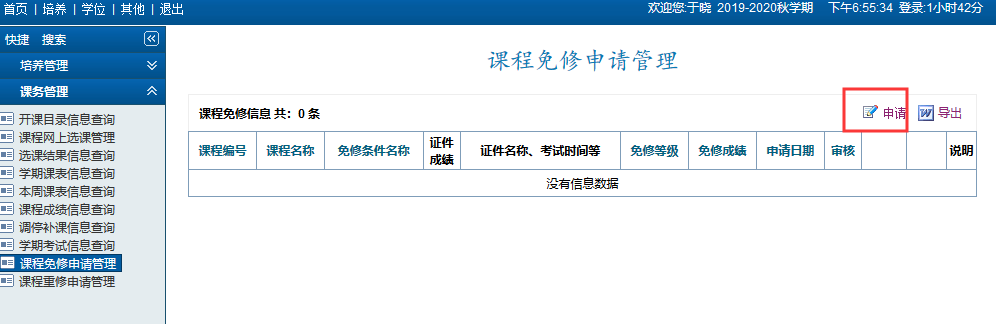 首页 | 培养 | 学位 | 其他 | 退出
欢迎您:于晓 2019-2020秋学期 下午6:55:34 登录:1小时42分
快捷 搜索
培养管理
课务管理
开课目录信息查询
课程网上选课管理
选课结果信息查询
学期课表信息查询
本周课表信息查询
课程成绩信息查询
调停补课信息查询
学期考试信息查询
课程免修申请管理
课程重修申请管理
课程免修申请管理
课程免修信息 共：0 条
申请 导出
课程编号 课程名称 免修条件名称 证件成绩 证件名称、考试时间等 免修等级 免修成绩 申请日期 审核 说明
没有信息数据